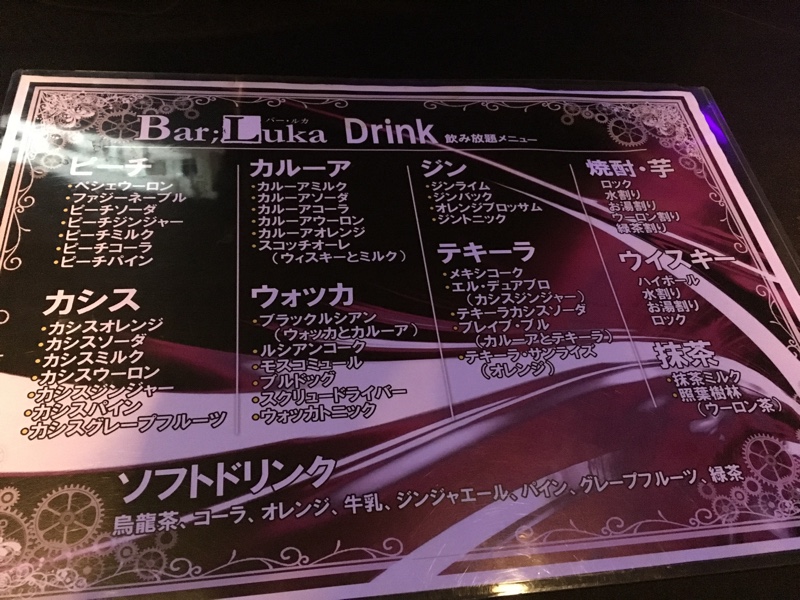 バー・ルカ
Bar;Luka Drink 飲み放題メニュー
ピーチ
・ペシェウーロン
・ファジーネーブル
・ピーチソーダ
・ピーチジンジャー
・ピーチミルク
・ピーチコーラ
・ピーチパイン
カシス
・カシスオレンジ
・カシスソーダ
・カシスミルク
・カシスウーロン
・カシスジンジャー
・カシスパイン
・カシスグレープフルーツ
カルーア
・カルーアミルク
・カルーアソーダ
・カルーアコーラ
・カルーアウーロン
・カルーアオレンジ
・スコッチオーレ
（ウィスキーとミルク）
ウォッカ
・ブラックルシアン
（ウォッカとカルーア）
・ルシアンコーク
・モスコミュール
・ブルドッグ
・スクリュードライバー
・ウォッカトニック
ジン
・ジンライム
・ジンバック
・オレンジブロッサム
・ジントニック
テキーラ
・メキシコーク
・エル・デュアブロ
（カシスジンジャー）
・テキーラカシスソーダ
・ブレイブ・ブル
（カルーアとテキーラ）
・テキーラ・サンライズ
（オレンジ）
焼酎・芋
ロック
水割り
お湯割り
ウーロン割り
緑茶割り
ウイスキー
ハイボール
水割り
お湯割り
ロック
抹茶
・抹茶ミルク
・照葉樹林
（ウーロン茶）
ソフトドリンク
烏龍茶、コーラ、オレンジ、牛乳、ジンジャエール、パイン、グレープフルーツ、緑茶